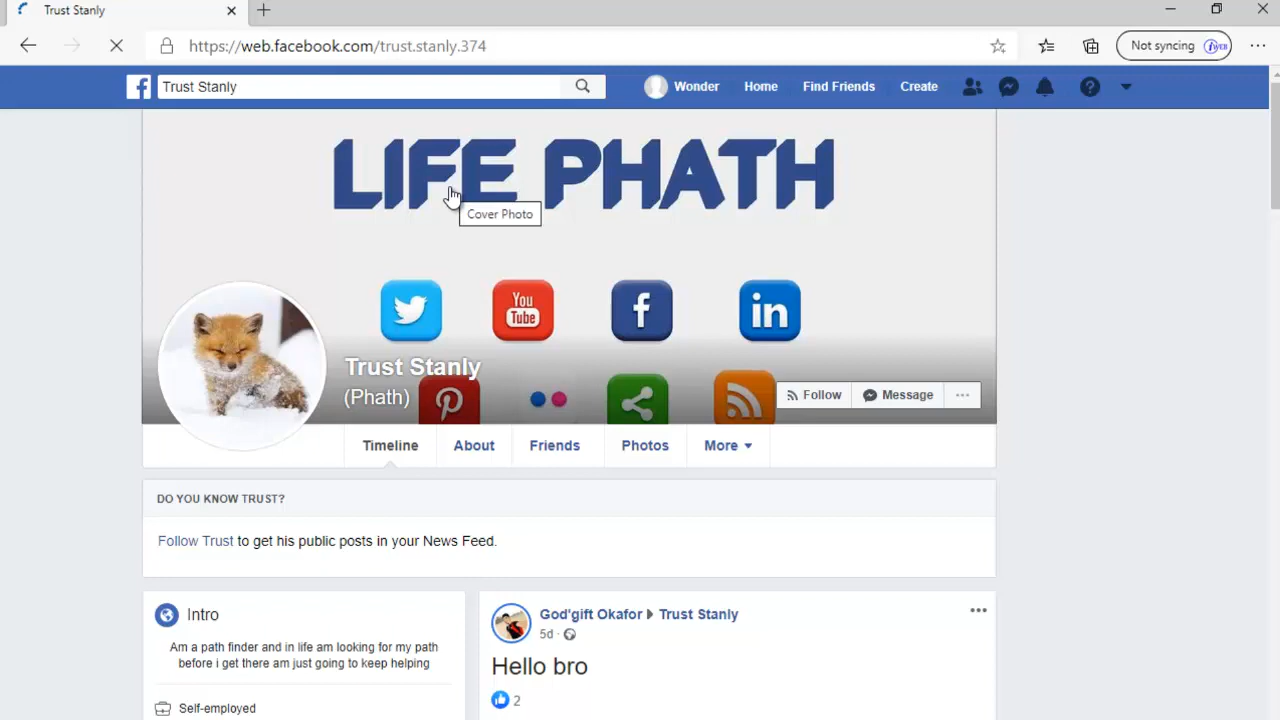 Trust Stanly
https://web.facebook.com/trust.stanly.374
Not syncing
Trust Stanly
Wonder
Home
Find Friends
Create
LIFE PHATH
Cover Photo
You
Tube
f
in
Trust Stanly
(Phath)
Follow
Message
Timeline
About
Friends
Photos
More
DO YOU KNOW TRUST?
Follow Trust to get his public posts in your News Feed.
Intro
Am a path finder and in life am looking for my path
before i get there am just going to keep helping
Self-employed
God'gift Okafor
Trust Stanly
5d ·
Hello bro
2